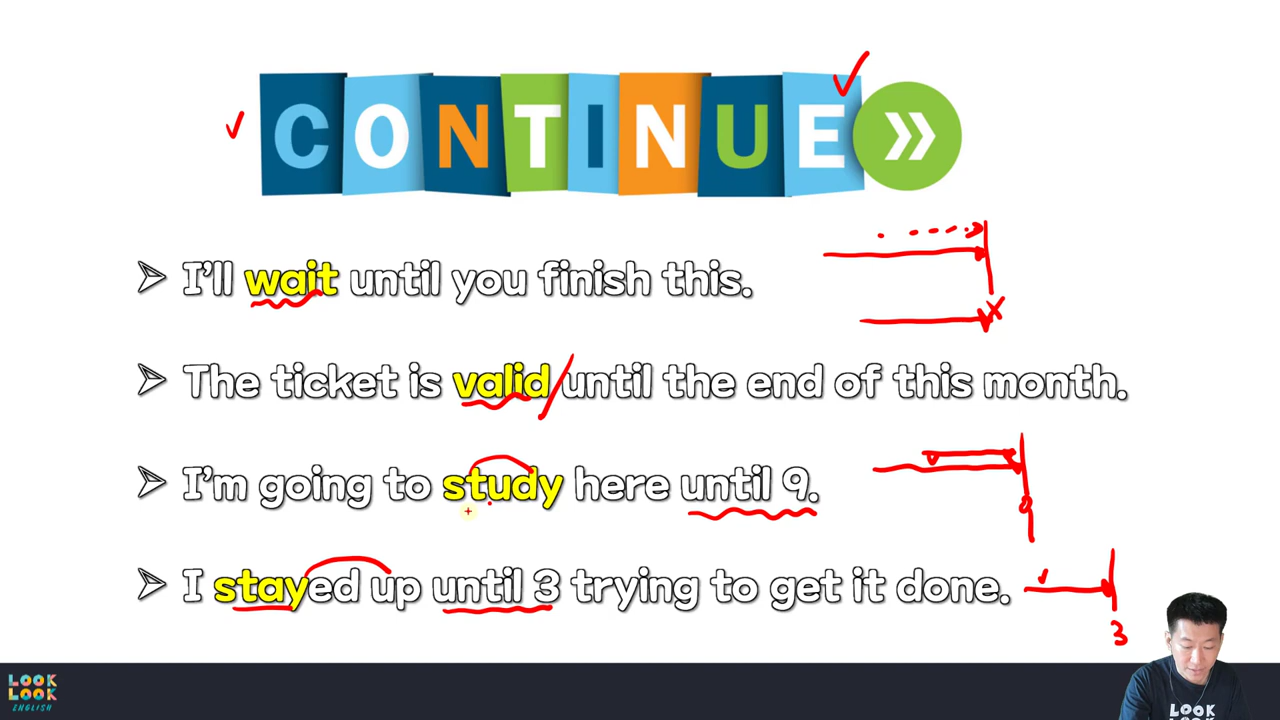 CONTINUE
I'll wait until you finish this.
The ticket is valid until the end of this month.
I'm going to study here until 9.
9
I stayed up until 3 trying to get it done.
3
LOOK
LOOK
ENGLISH
LOOK
LOOK